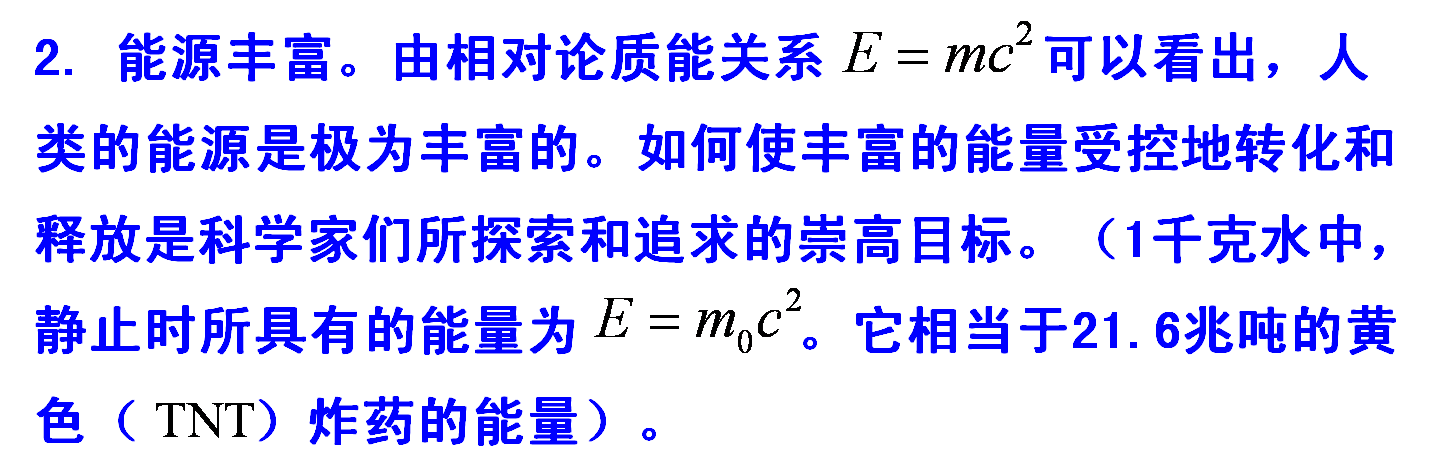 2. 能源丰富。由相对论质能关系 E = mc² 可以看出，人
类的能源是极为丰富的。如何使丰富的能量受控地转化和
释放是科学家们所探索和追求的崇高目标。（1千克水中，
静止时所具有的能量为 E = m₀c²。它相当于21.6兆吨的黄
色（ TNT）炸药的能量）。